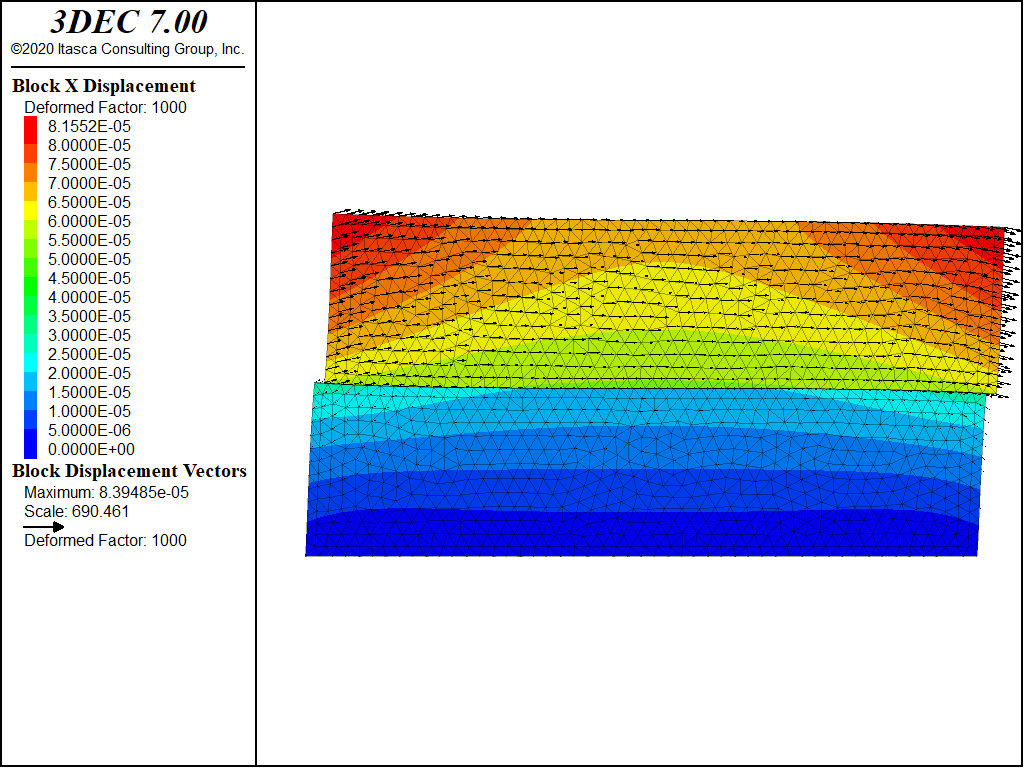 3DEC 7.00
©2020 Itasca Consulting Group, Inc.
Block X Displacement
Deformed Factor: 1000
8.1552E-05
8.0000E-05
7.5000E-05
7.0000E-05
6.5000E-05
6.0000E-05
5.5000E-05
5.0000E-05
4.5000E-05
4.0000E-05
3.5000E-05
3.0000E-05
2.5000E-05
2.0000E-05
1.5000E-05
1.0000E-05
5.0000E-06
0.0000E+00
Block Displacement Vectors
Maximum: 8.39485e-05
Scale: 690.461
Deformed Factor: 1000